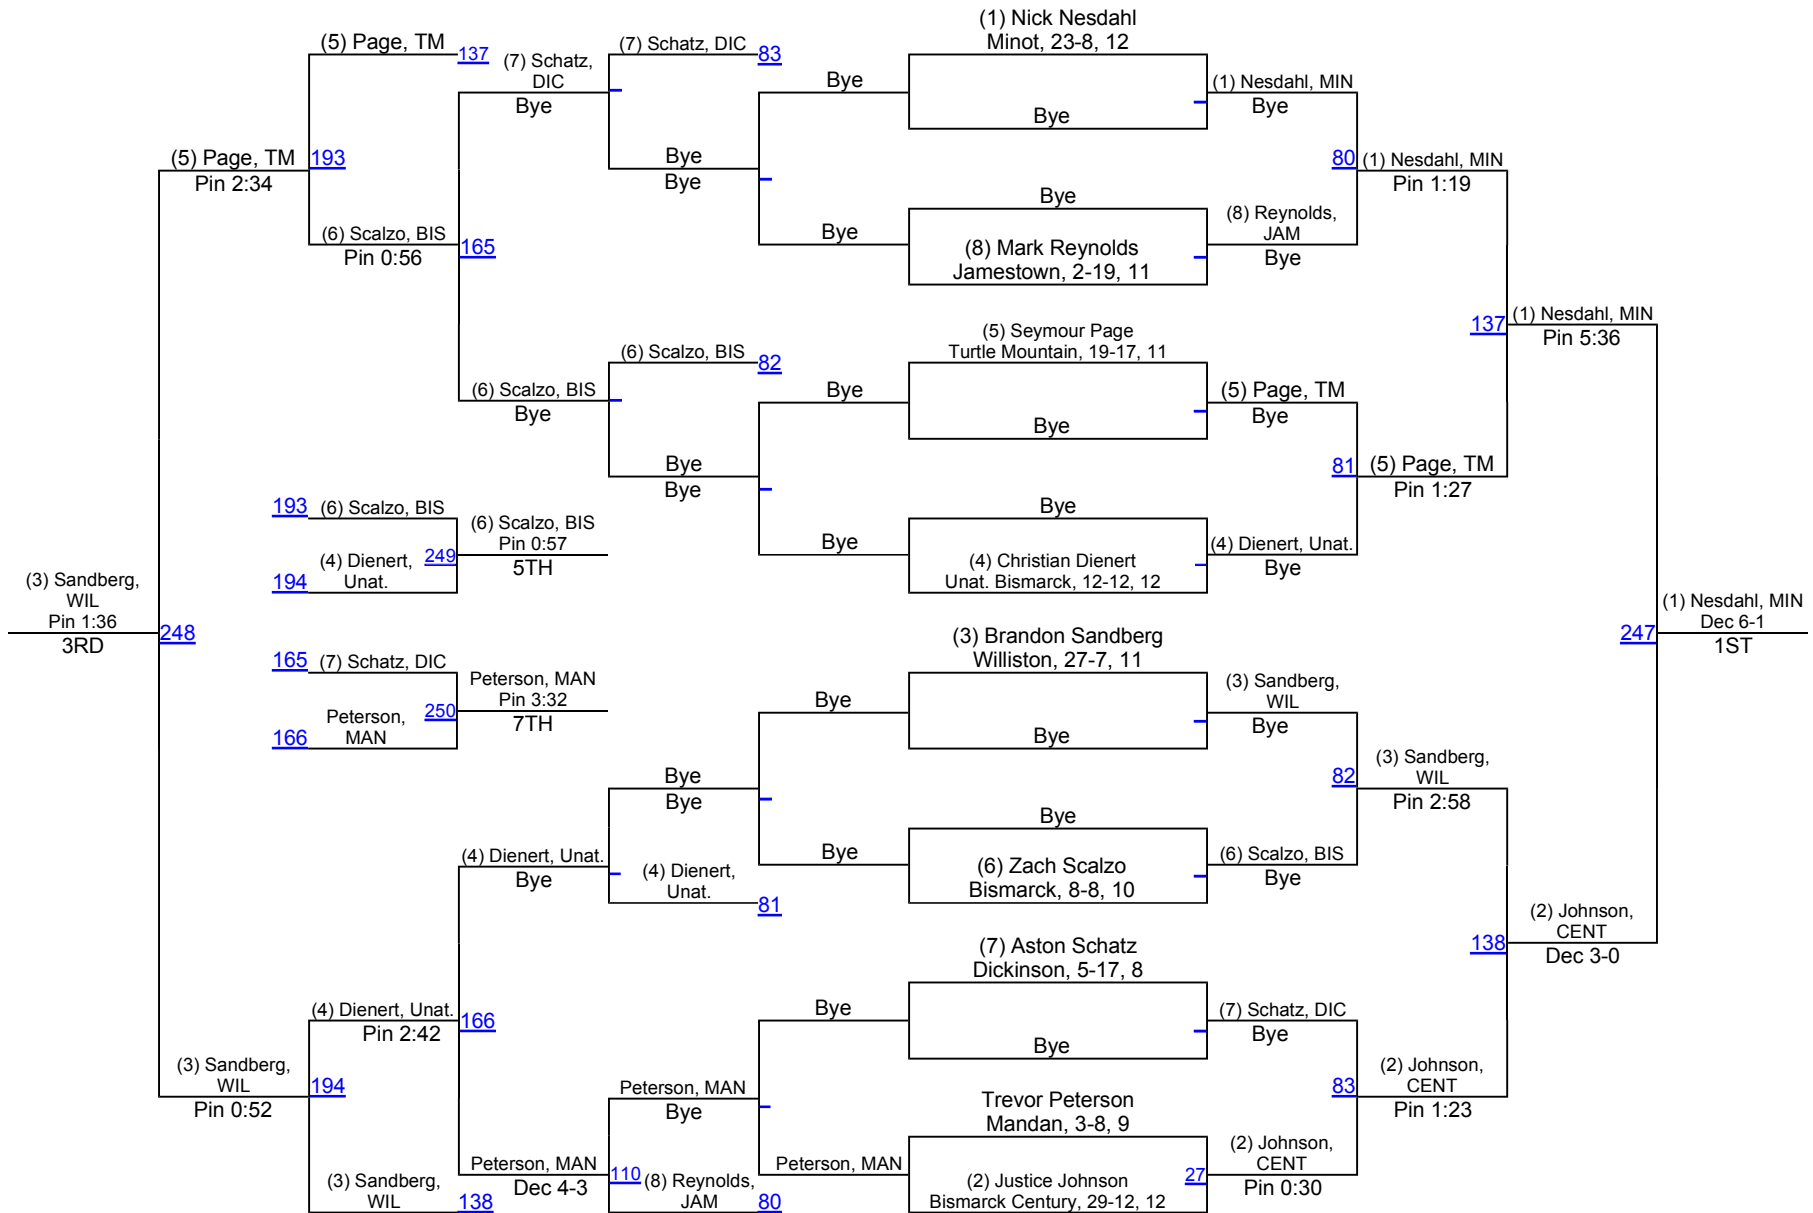 (1) Nick Nesdahl
Minot, 23-8, 12
(5) Page, TM
137
(7) Schatz, DIC
83
(7) Schatz,
DIC
Bye
Bye
(1) Nesdahl, MIN
Bye
Bye
(5) Page, TM
193
Pin 2:34
Bye
Bye
80
(1) Nesdahl, MIN
Pin 1:19
Bye
(6) Scalzo, BIS
165
Pin 0:56
Bye
(8) Mark Reynolds
Jamestown, 2-19, 11
(8) Reynolds,
JAM
Bye
137
(1) Nesdahl, MIN
Pin 5:36
(5) Seymour Page
Turtle Mountain, 19-17, 11
(6) Scalzo, BIS
82
(6) Scalzo, BIS
Bye
Bye
(5) Page, TM
Bye
Bye
Bye
Bye
81
(5) Page, TM
Pin 1:27
193
(6) Scalzo, BIS
(6) Scalzo, BIS
Pin 0:57
249
5TH
(4) Dienert,
Unat.
194
Bye
Bye
(4) Christian Dienert
Unat. Bismarck, 12-12, 12
(4) Dienert, Unat.
Bye
(3) Sandberg,
WIL
Pin 1:36
3RD
248
(1) Nesdahl, MIN
Dec 6-1
247
1ST
(3) Brandon Sandberg
Williston, 27-7, 11
165
(7) Schatz, DIC
Peterson, MAN
Pin 3:32
250
7TH
Peterson,
MAN
166
Bye
(3) Sandberg,
WIL
Bye
Bye
Bye
Bye
82
(3) Sandberg,
WIL
Pin 2:58
Bye
(4) Dienert, Unat.
Bye
(4) Dienert,
Unat.
81
Bye
(6) Zach Scalzo
Bismarck, 8-8, 10
(6) Scalzo, BIS
Bye
138
(2) Johnson,
CENT
Dec 3-0
(7) Aston Schatz
Dickinson, 5-17, 8
(4) Dienert, Unat.
166
Pin 2:42
Bye
(7) Schatz, DIC
Bye
Bye
(3) Sandberg,
WIL
194
Pin 0:52
Peterson, MAN
Bye
Trevor Peterson
Mandan, 3-8, 9
83
(2) Johnson,
CENT
Pin 1:23
(3) Sandberg,
WIL
138
Peterson, MAN
Dec 4-3
110
(8) Reynolds,
JAM
80
Peterson, MAN
(2) Justice Johnson
Bismarck Century, 29-12, 12
27
(2) Johnson,
CENT
Pin 0:30